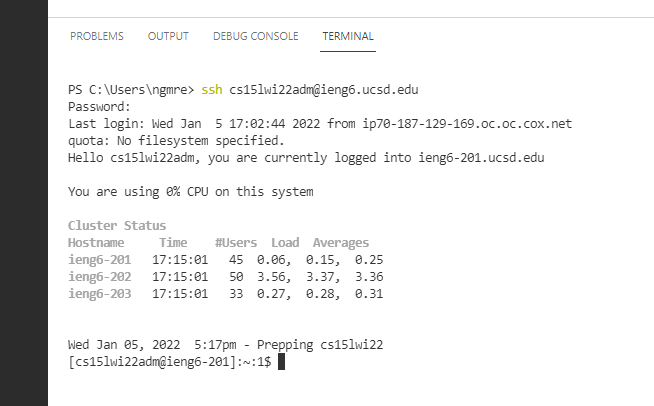 PROBLEMS OUTPUT DEBUG CONSOLE TERMINAL
PS C:\Users\ngmre> ssh cs15lwi22adm@ieng6.ucsd.edu
Password:
Last login: Wed Jan  5 17:02:44 2022 from ip70-187-129-169.oc.oc.cox.net
quota: No filesystem specified.
Hello cs15lwi22adm, you are currently logged into ieng6-201.ucsd.edu
You are using 0% CPU on this system
Cluster Status
Hostname     Time    #Users  Load  Averages
ieng6-201   17:15:01   45  0.06,  0.15,  0.25
ieng6-202   17:15:01   50  3.56,  3.37,  3.36
ieng6-203   17:15:01   33  0.27,  0.28,  0.31
Wed Jan 05, 2022  5:17pm - Prepping cs15lwi22
[cs15lwi22adm@ieng6-201]:~:1$